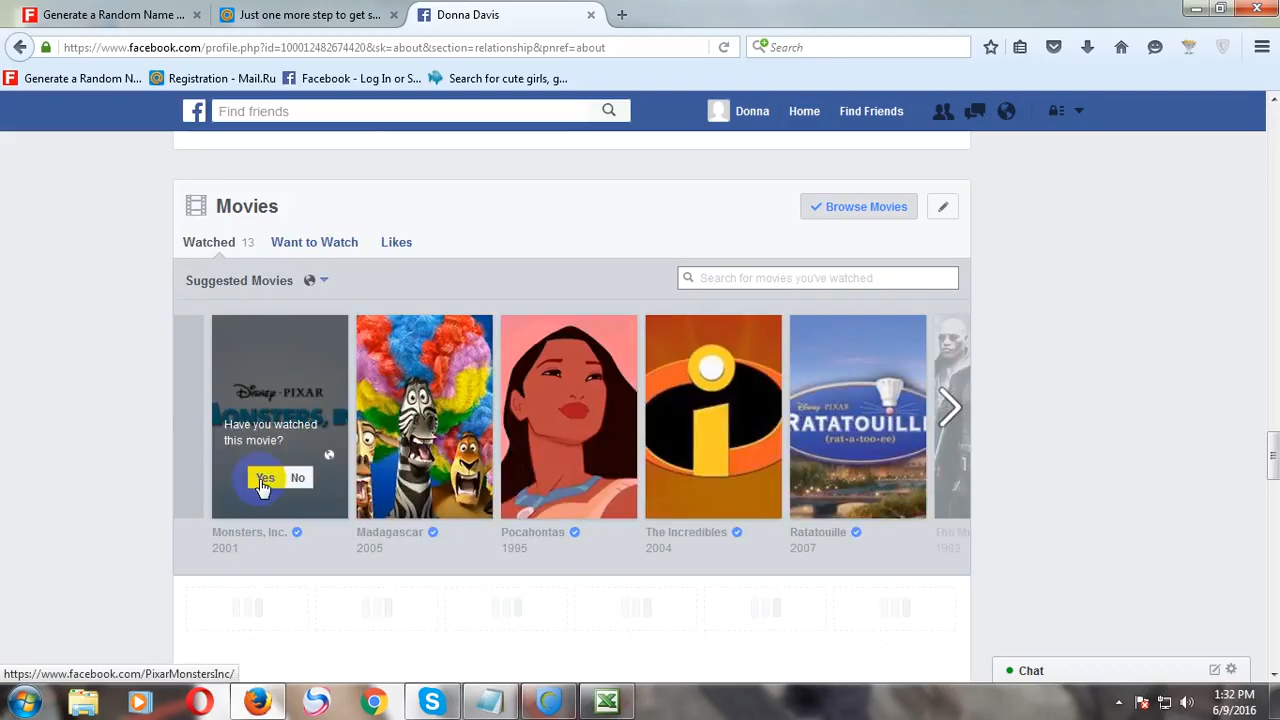 Generate a Random Name ...
Just one more step to get s...
Donna Davis
https://www.facebook.com/profile.php?id=100012482674420&sk=about&section=relationship&pnref=about
Search
Generate a Random N...
Registration - Mail.Ru
Facebook - Log In or S...
Search for cute girls, g...
Find friends
Donna
Home
Find Friends
Movies
Browse Movies
Watched 13
Want to Watch
Likes
Suggested Movies
Search for movies you've watched
DISNEY · PIXAR
Have you watched
this movie?
Yes No
DISNEY · PIXAR
RATATOUILLE
(rat·a·too·ee)
Monsters, Inc.
2001
Madagascar
2005
Pocahontas
1995
The Incredibles
2004
Ratatouille
2007
1993
https://www.facebook.com/PixarMonstersInc/
Chat
1:32 PM
6/9/2016